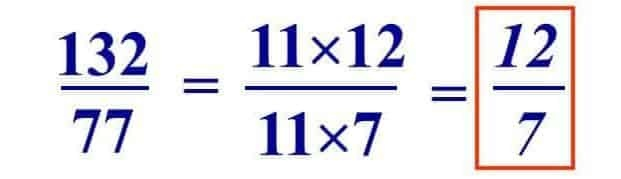 132/77 = 11×12/11×7 = 12/7